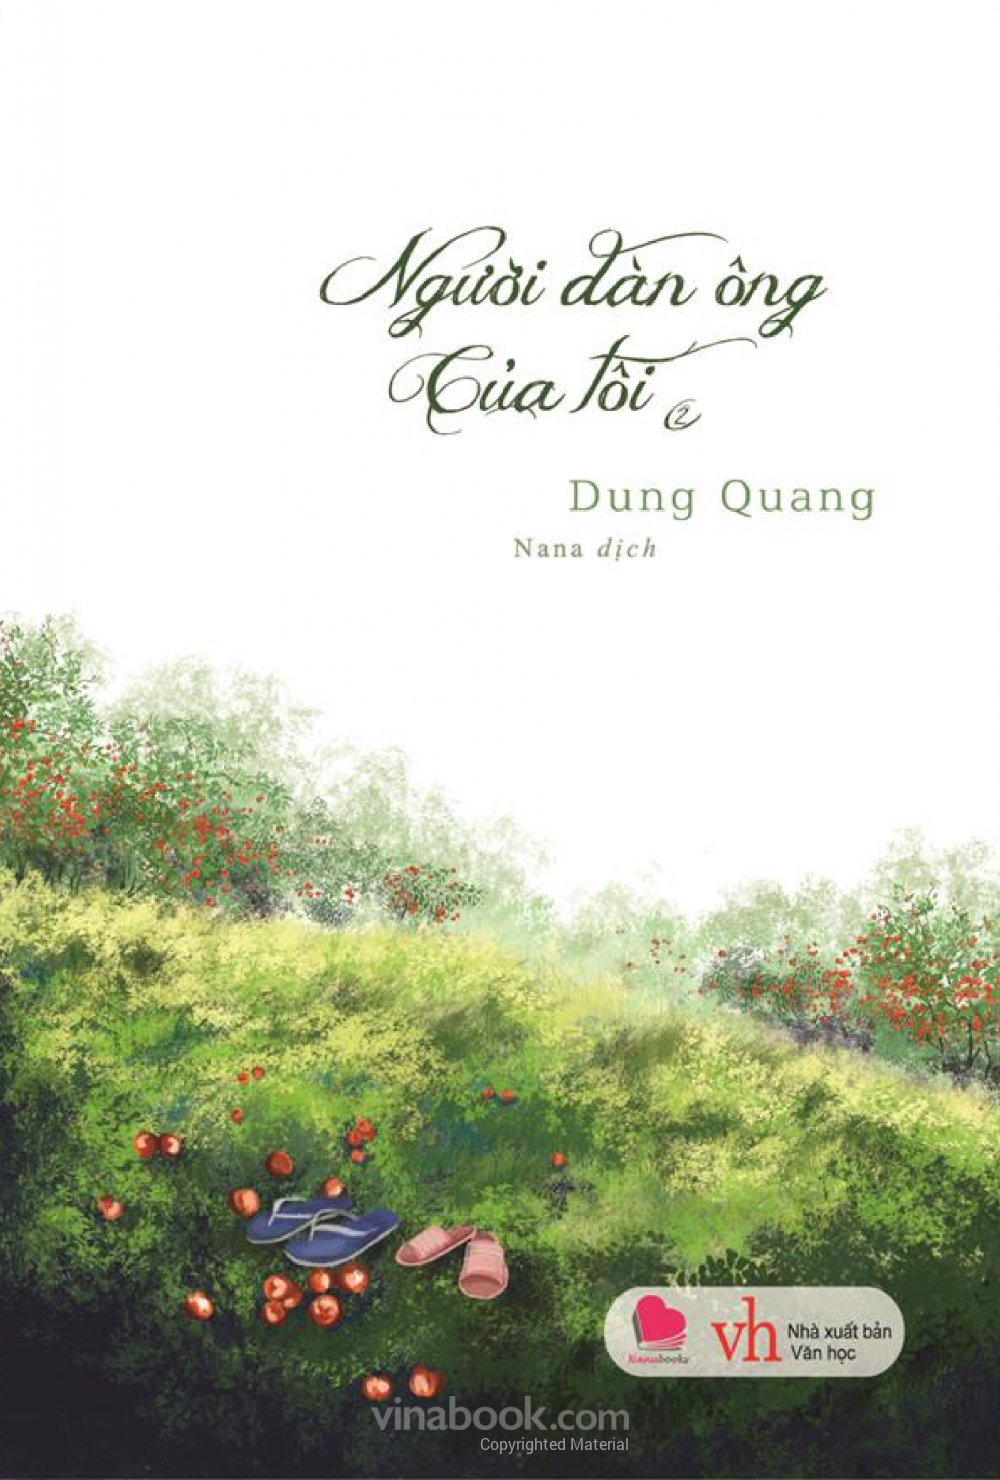 Người đàn ông
Của tôi 2
Dung Quang
Nana dịch
vh
Nhà xuất bản
Văn học
vinabook.com
Copyrighted Material